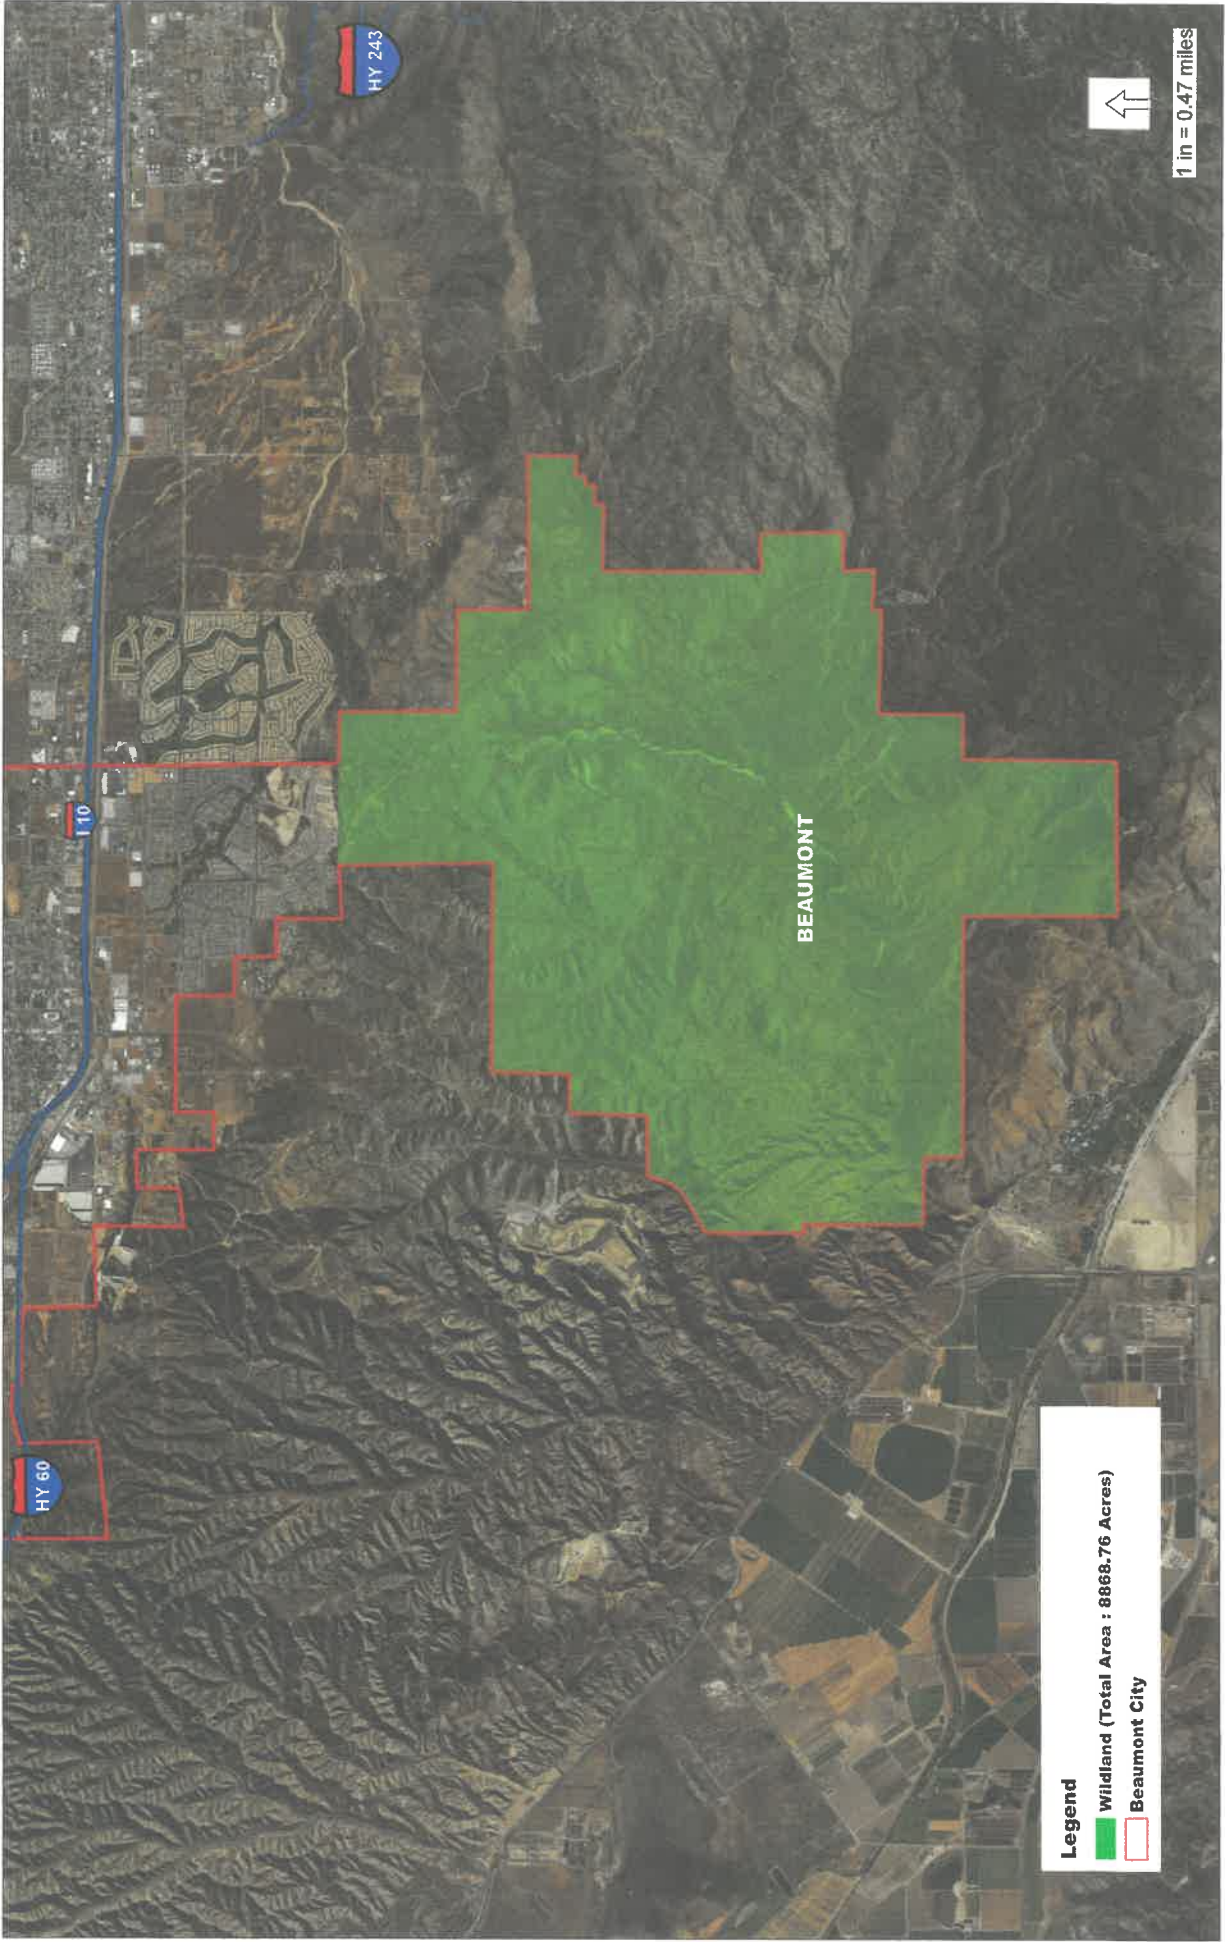 HY 60
I 10
HY 243
BEAUMONT
Legend
Wildland (Total Area : 8868.76 Acres)
Beaumont City
1 in = 0.47 miles